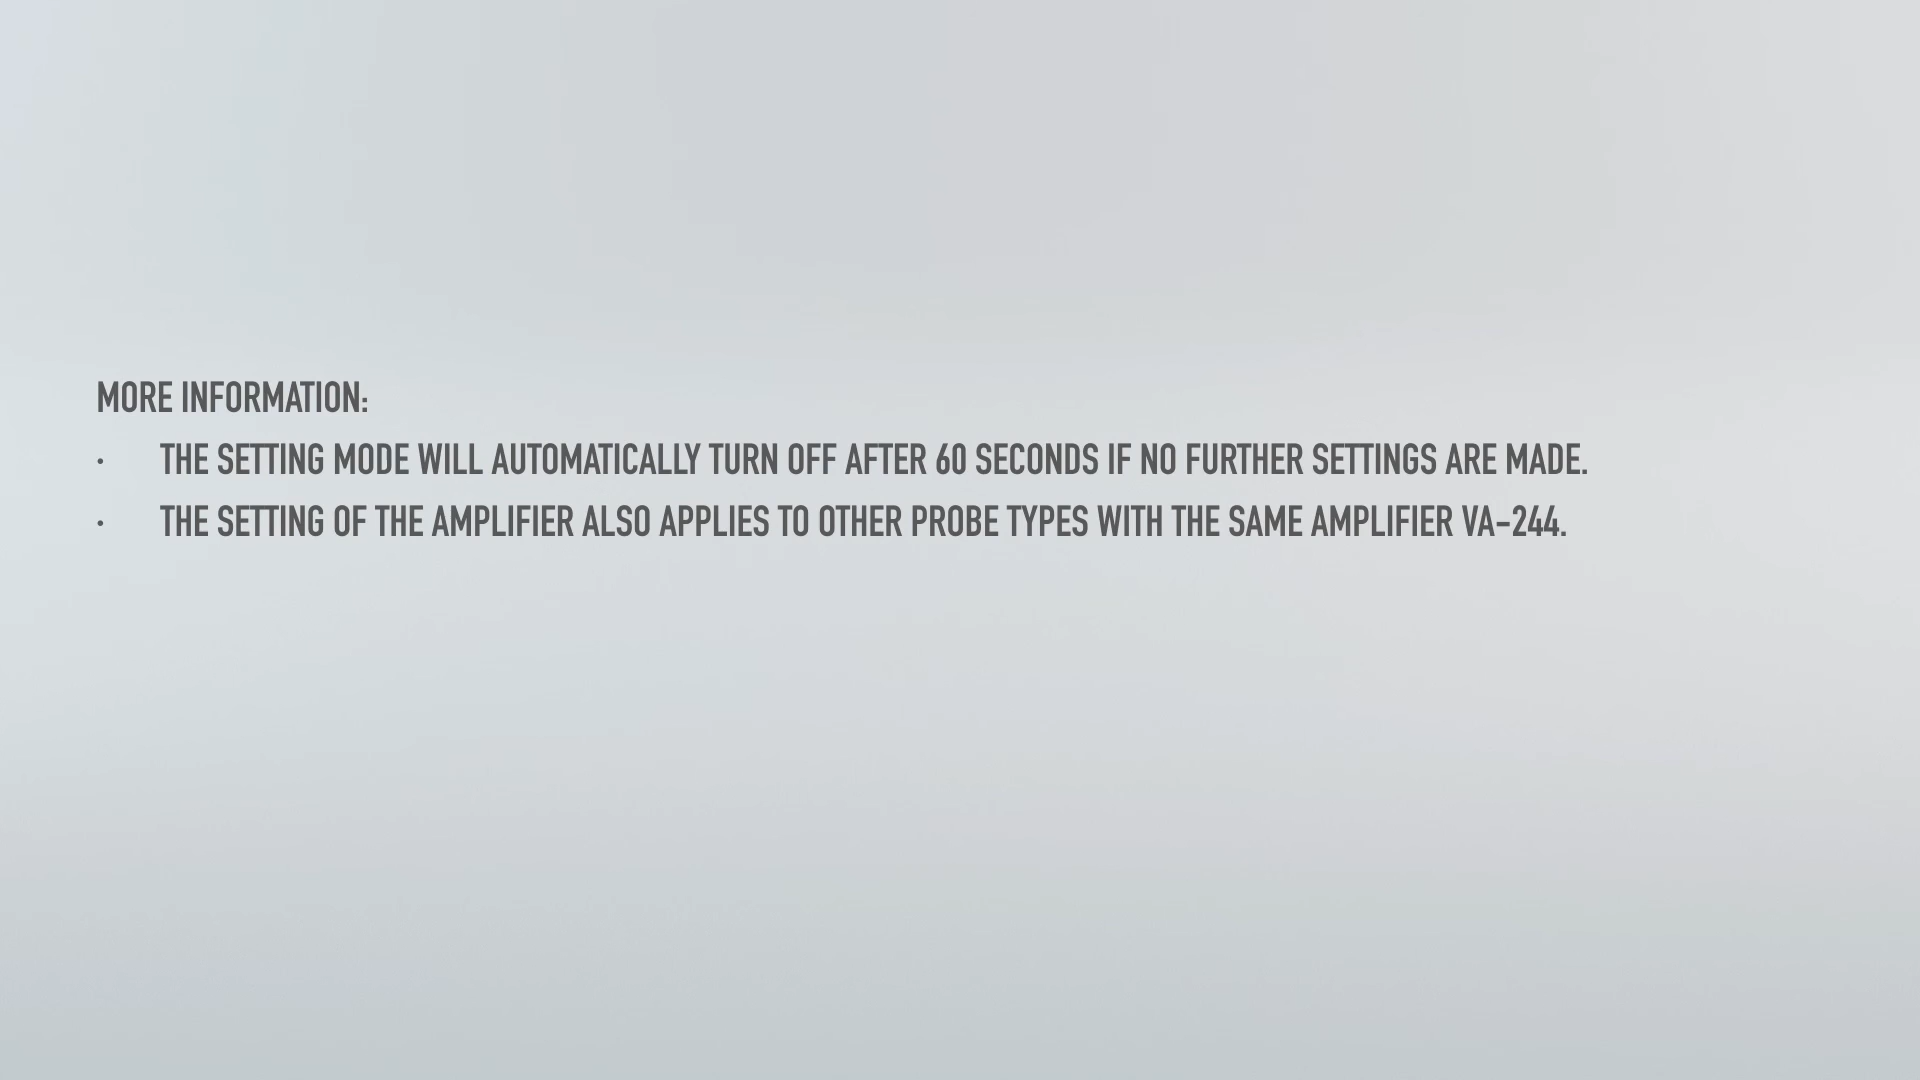 MORE INFORMATION:
· THE SETTING MODE WILL AUTOMATICALLY TURN OFF AFTER 60 SECONDS IF NO FURTHER SETTINGS ARE MADE.
· THE SETTING OF THE AMPLIFIER ALSO APPLIES TO OTHER PROBE TYPES WITH THE SAME AMPLIFIER VA-244.